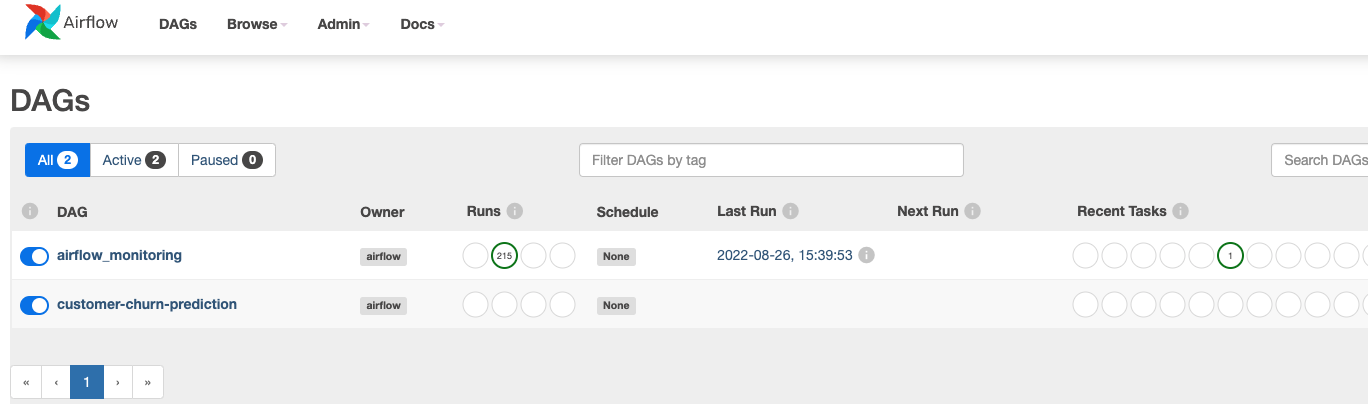 Airflow DAGs Browse Admin Docs
DAGs
All 2 Active 2 Paused 0 Filter DAGs by tag Search DAGs
i DAG Owner Runs i Schedule Last Run i Next Run i Recent Tasks i
airflow_monitoring airflow 215 None 2022-08-26, 15:39:53 i 1
customer-churn-prediction airflow None
« ‹ 1 › »